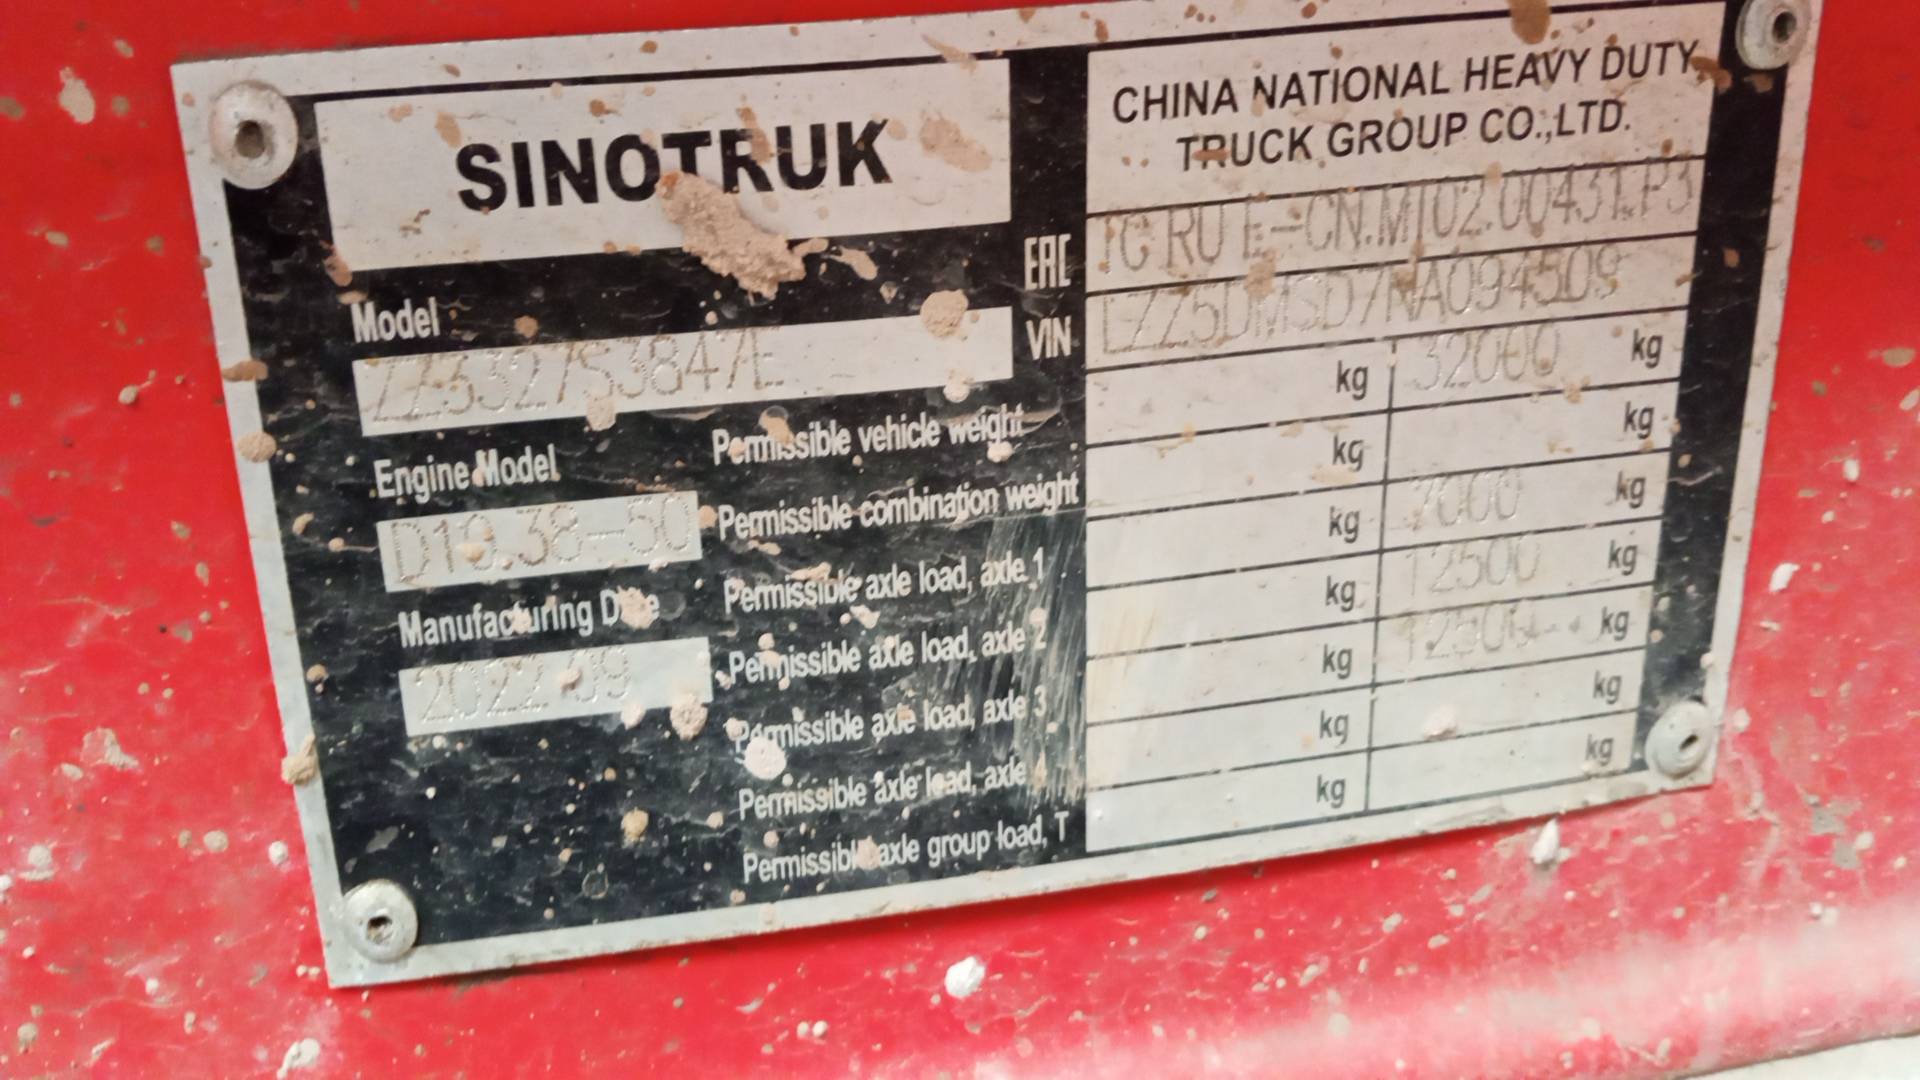 SINOTRUK
CHINA NATIONAL HEAVY DUTY
TRUCK GROUP CO.,LTD.
EAC TC RU E-CN.MT02.00431.P3
VIN LZZ5DMSD7NA094509
Model
ZZ5327S3847E
Engine Model
D10.38-50
Manufacturing Date
2022 09
Permissible vehicle weight kg 32000 kg
Permissible combination weight kg kg
Permissible axle load, axle 1 kg 7000 kg
Permissible axle load, axle 2 kg 12500 kg
Permissible axle load, axle 3 kg 12500 kg
Permissible axle load, axle 4 kg kg
Permissible axle group load, T kg kg